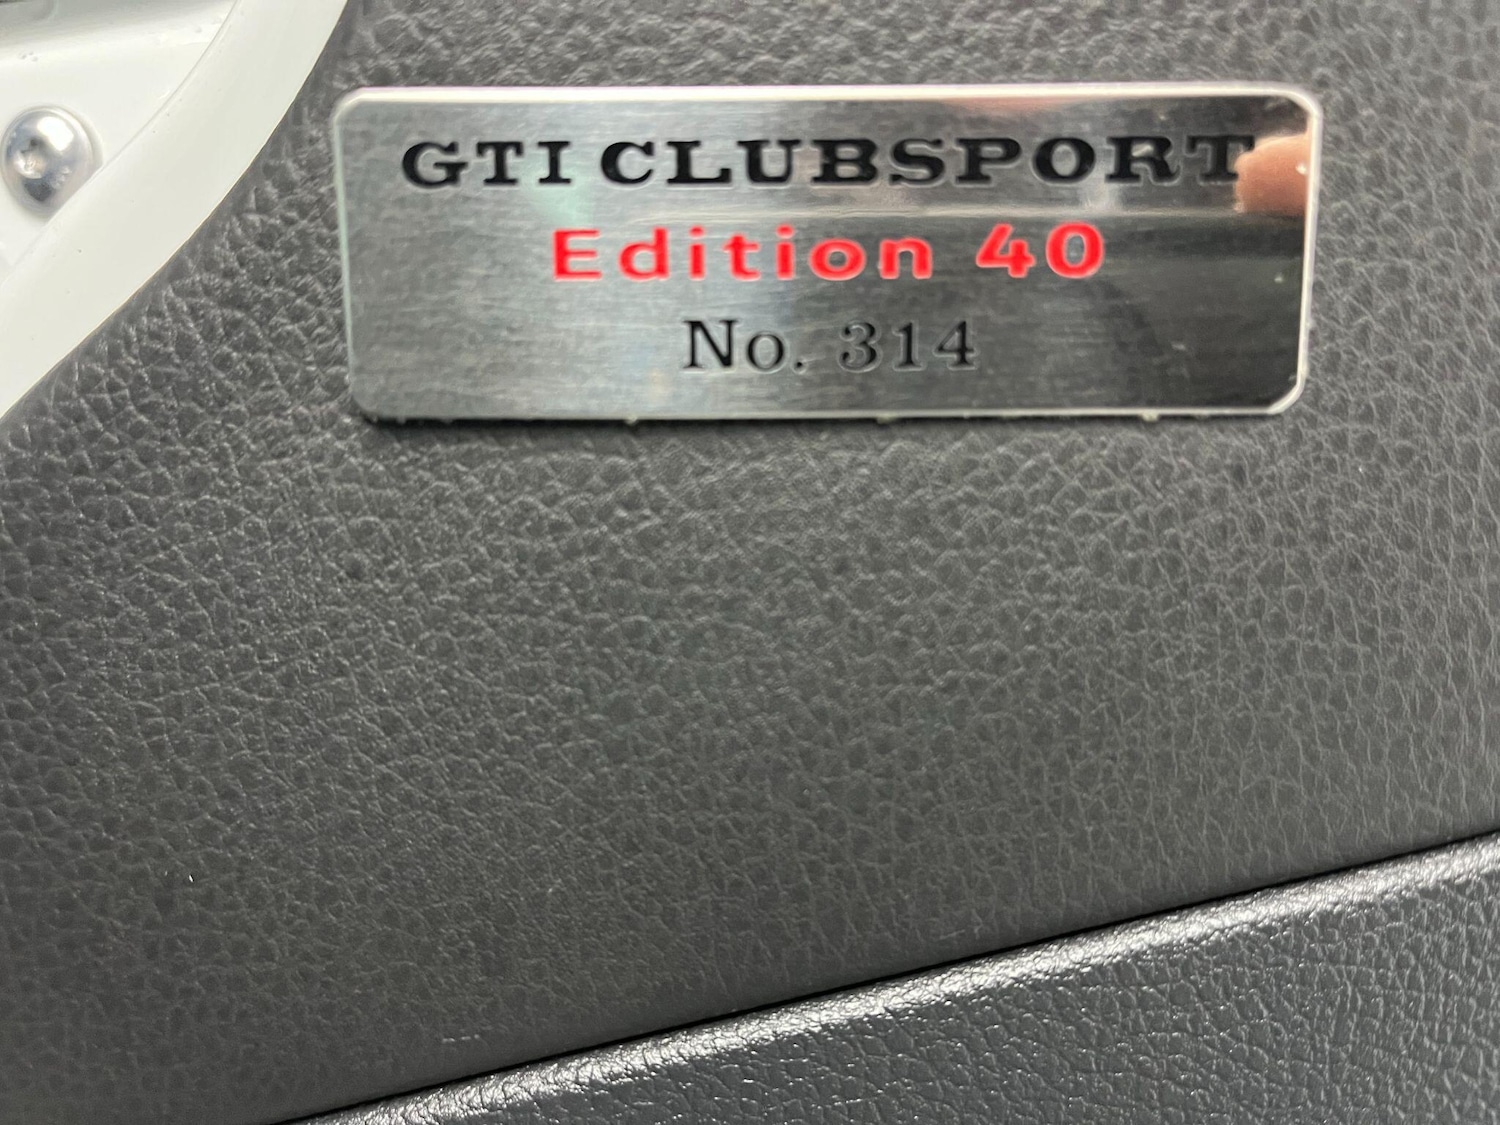 GTI CLUBSPORT
Edition 40
No. 314